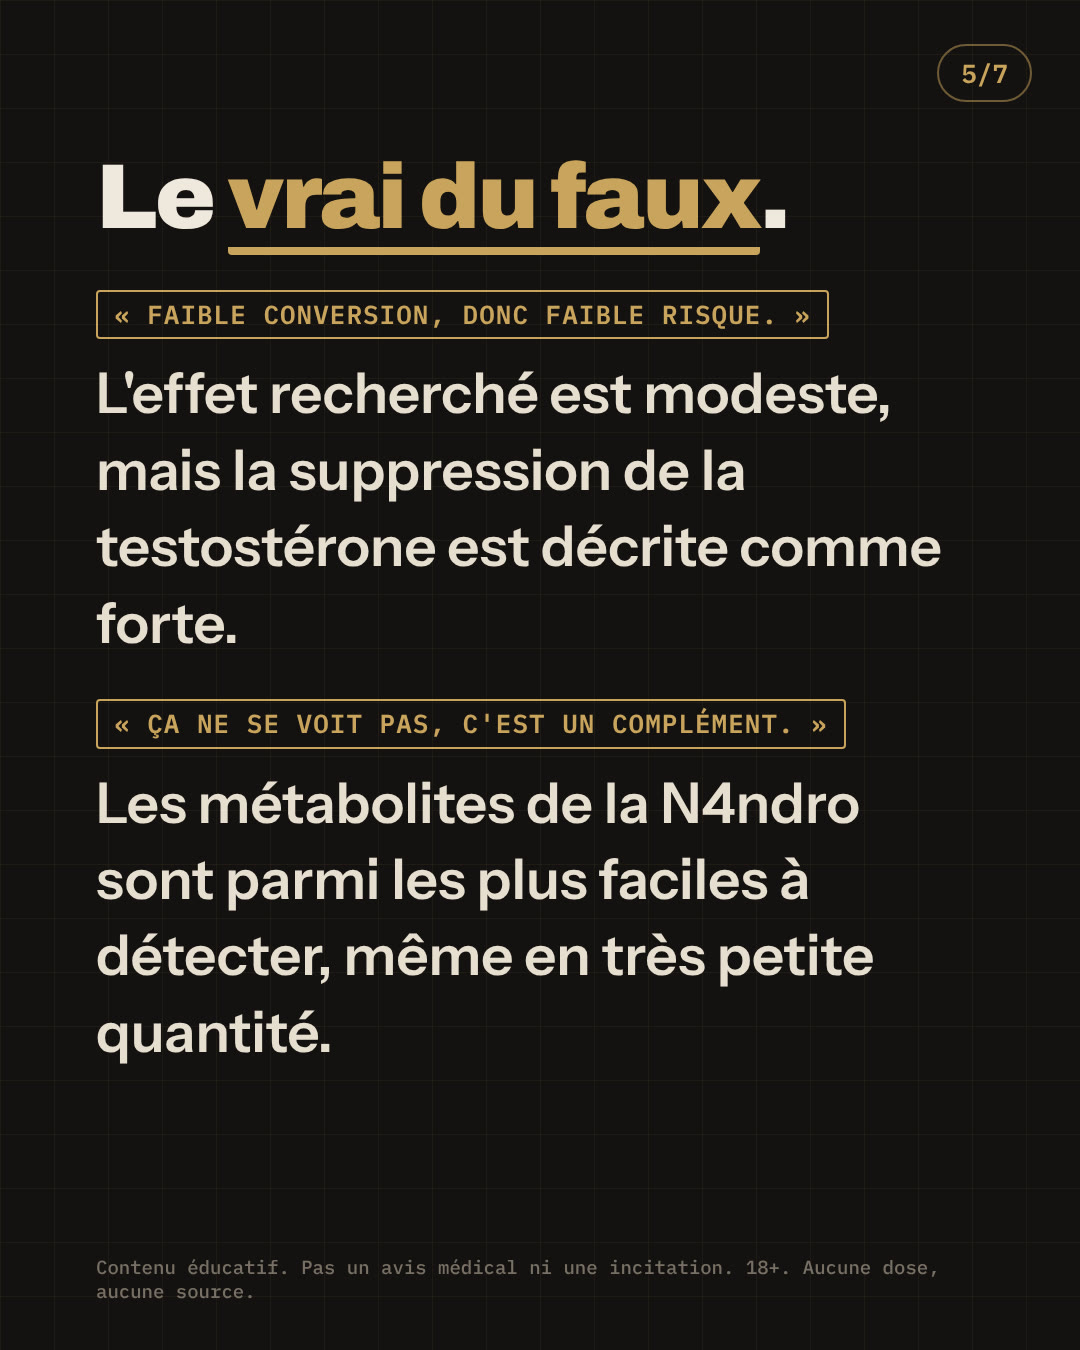 5/7
Le vrai du faux.
« FAIBLE CONVERSION, DONC FAIBLE RISQUE. »
L'effet recherché est modeste,
mais la suppression de la
testostérone est décrite comme
forte.
« ÇA NE SE VOIT PAS, C'EST UN COMPLÉMENT. »
Les métabolites de la N4ndro
sont parmi les plus faciles à
détecter, même en très petite
quantité.
Contenu éducatif. Pas un avis médical ni une incitation. 18+. Aucune dose,
aucune source.